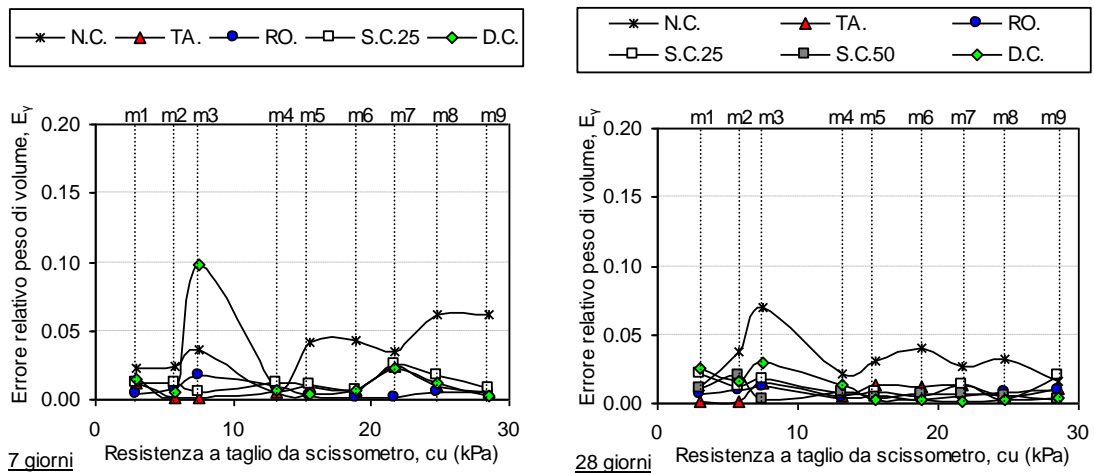 N.C. TA. RO. S.C.25 D.C.
Errore relativo peso di volume, Eγ
m1 m2 m3 m4 m5 m6 m7 m8 m9
0.20
0.15
0.10
0.05
0.00
0 10 20 30
Resistenza a taglio da scissometro, cu (kPa)
7 giorni
N.C. TA. RO.
S.C.25 S.C.50 D.C.
Errore relativo peso di volume, Eγ
m1 m2 m3 m4 m5 m6 m7 m8 m9
0.20
0.15
0.10
0.05
0.00
0 10 20 30
Resistenza a taglio da scissometro, cu (kPa)
28 giorni